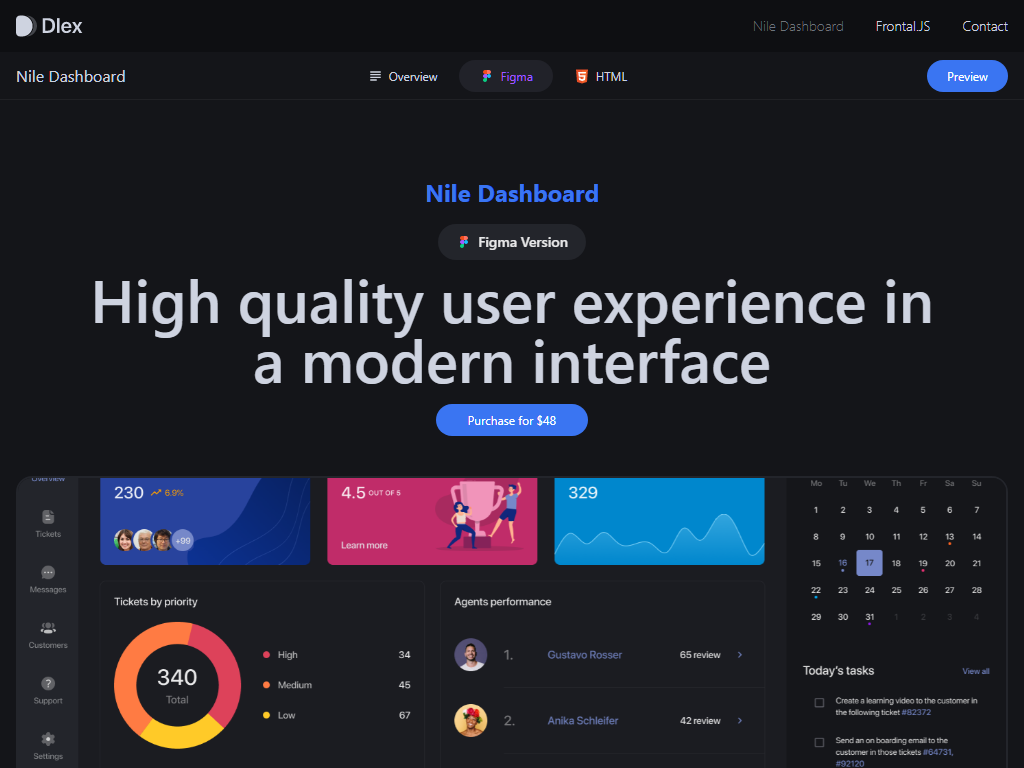 Dlex
Nile Dashboard
Frontal.JS
Contact
Nile Dashboard
Overview
Figma
HTML
Preview
Nile Dashboard
Figma Version
High quality user experience in
a modern interface
Purchase for $48
Overview
Tickets
Messages
Customers
Support
Settings
230
6.9%
+99
4.5 OUT OF 5
Learn more
329
Tickets by priority
340
Total
High 34
Medium 45
Low 67
Agents performance
1. Gustavo Rosser 65 review
2. Anika Schleifer 42 review
Mo Tu We Th Fr Sa Su
1 2 3 4 5 6 7
8 9 10 11 12 13 14
15 16 17 18 19 20 21
22 23 24 25 26 27 28
29 30 31 1 2 3 4
Today's tasks
View all
Create a learning video to the customer in
the following ticket #82372
Send an on boarding email to the
customer in those tickets #64731,
#92120